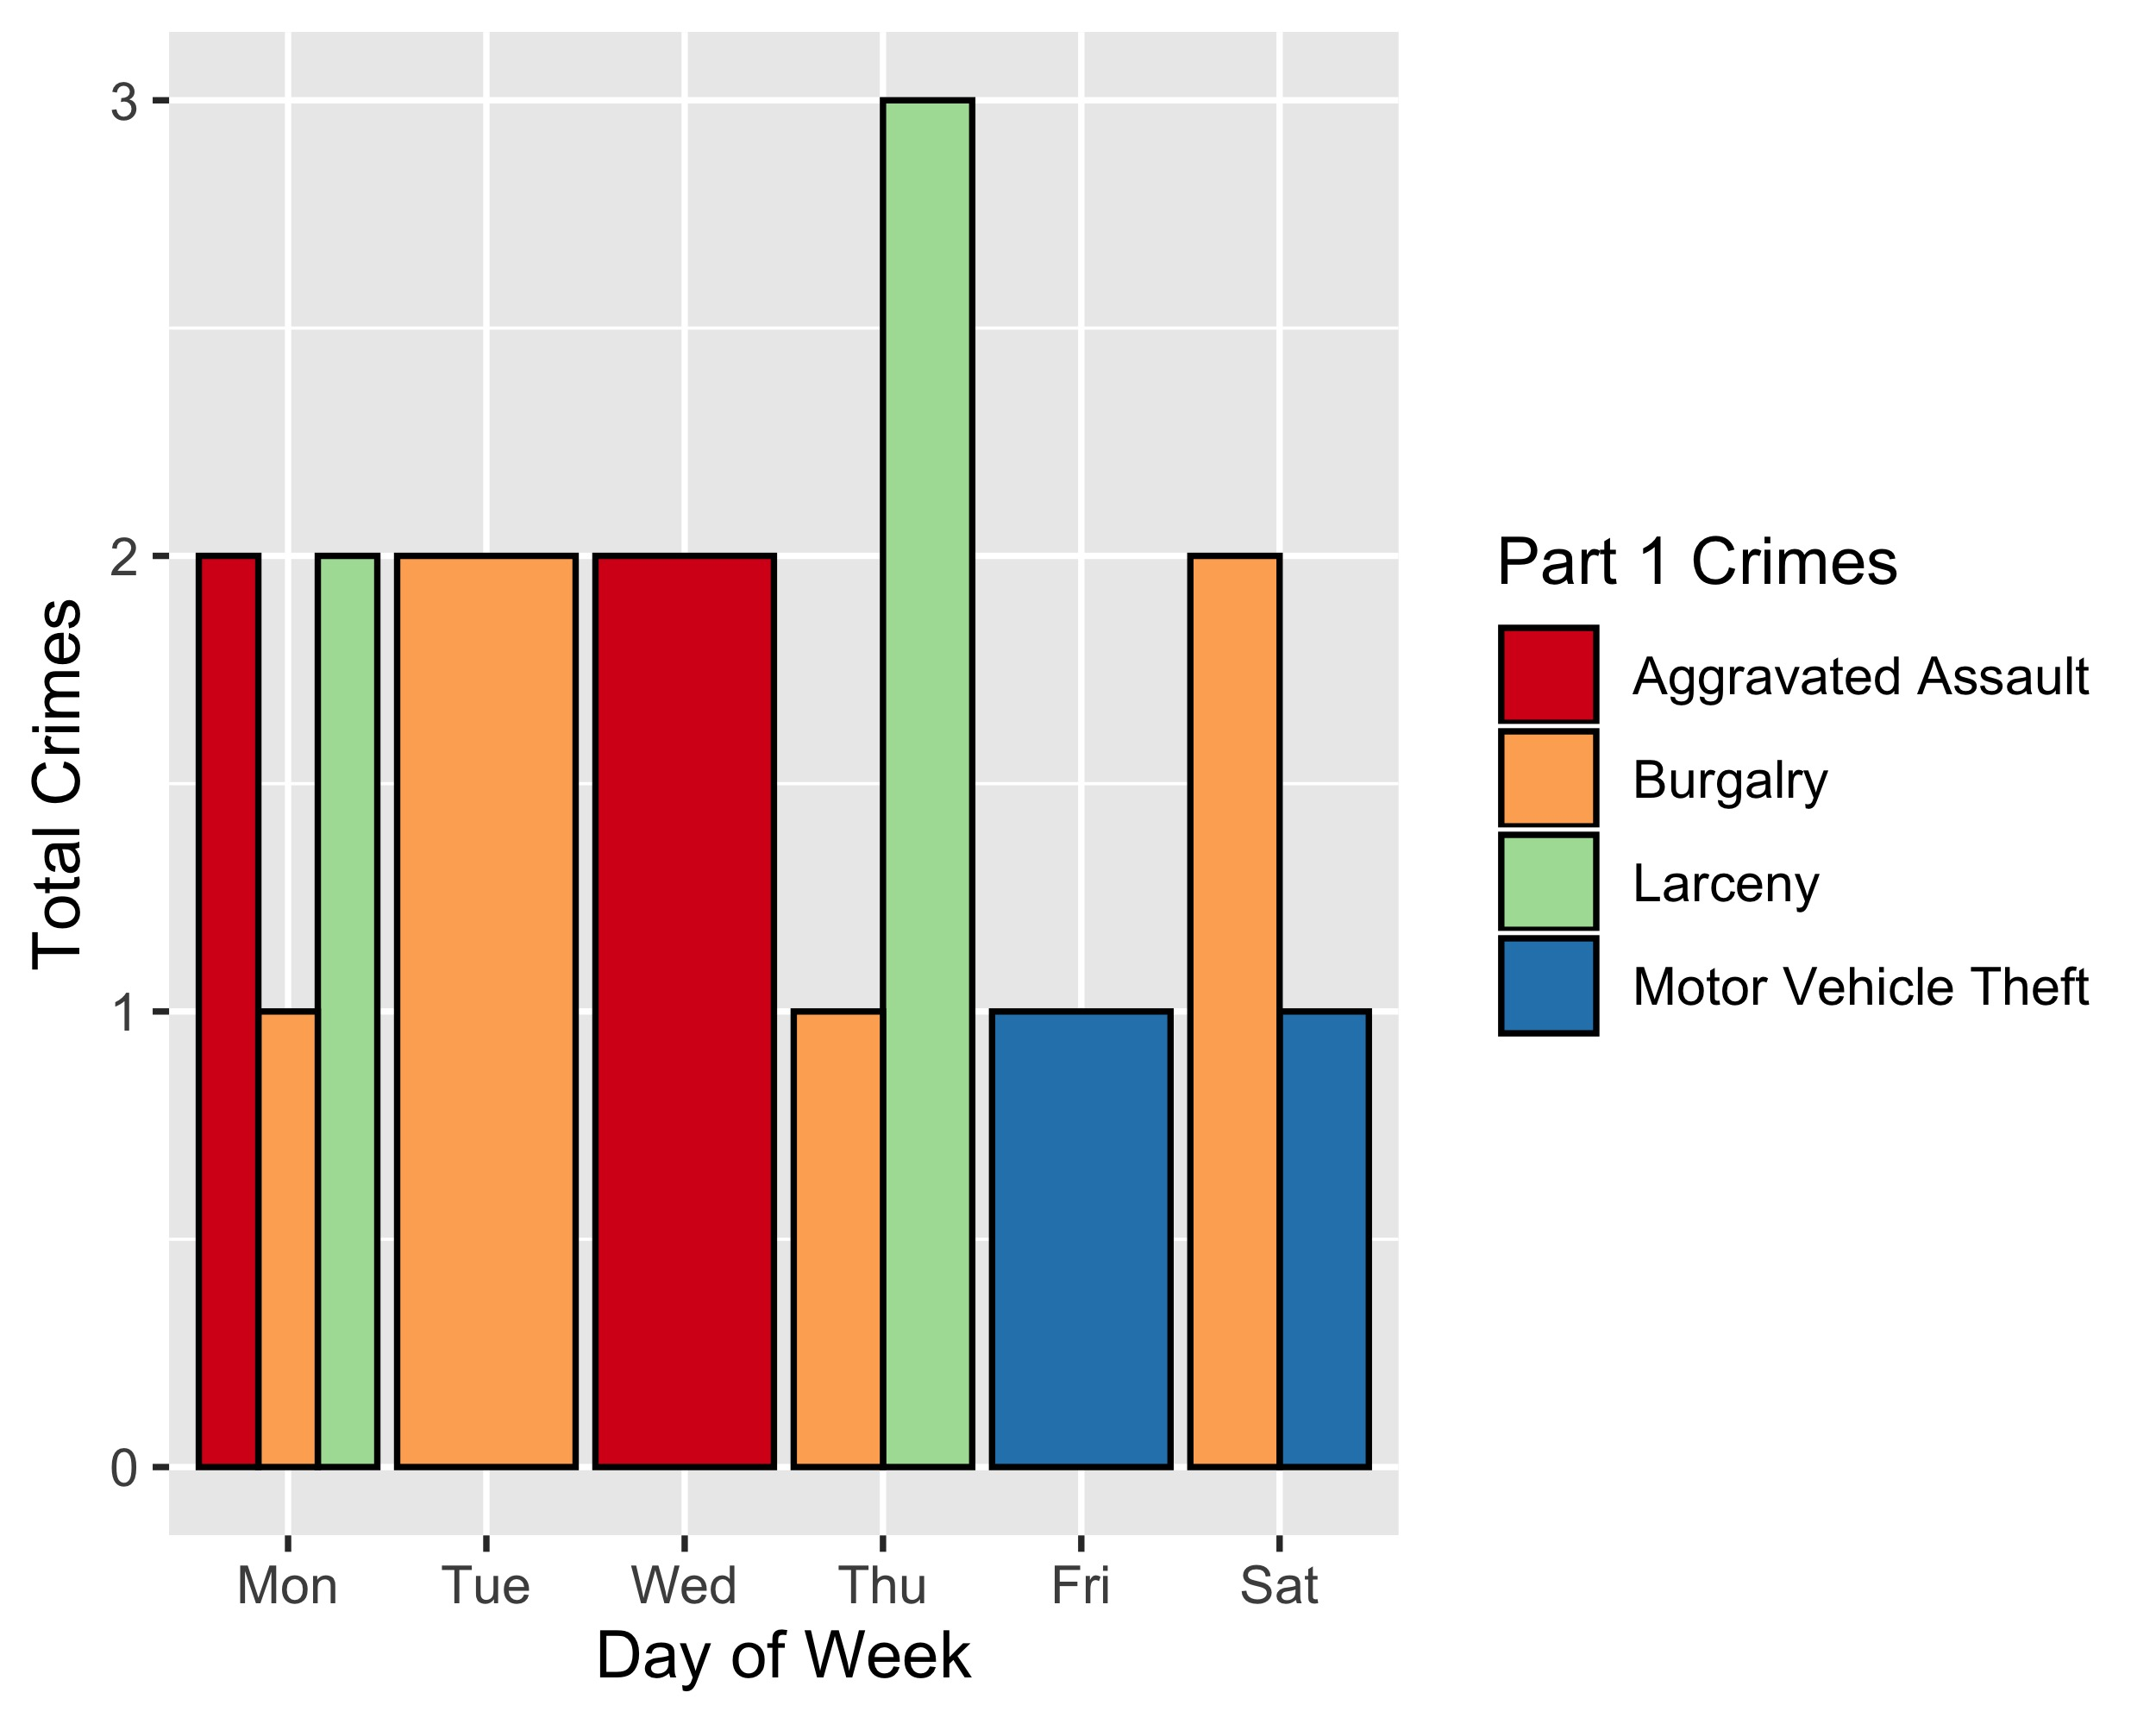 3
2
1
0
Total Crimes
Mon Tue Wed Thu Fri Sat
Day of Week
Part 1 Crimes
Aggravated Assault
Burgalry
Larceny
Motor Vehicle Theft